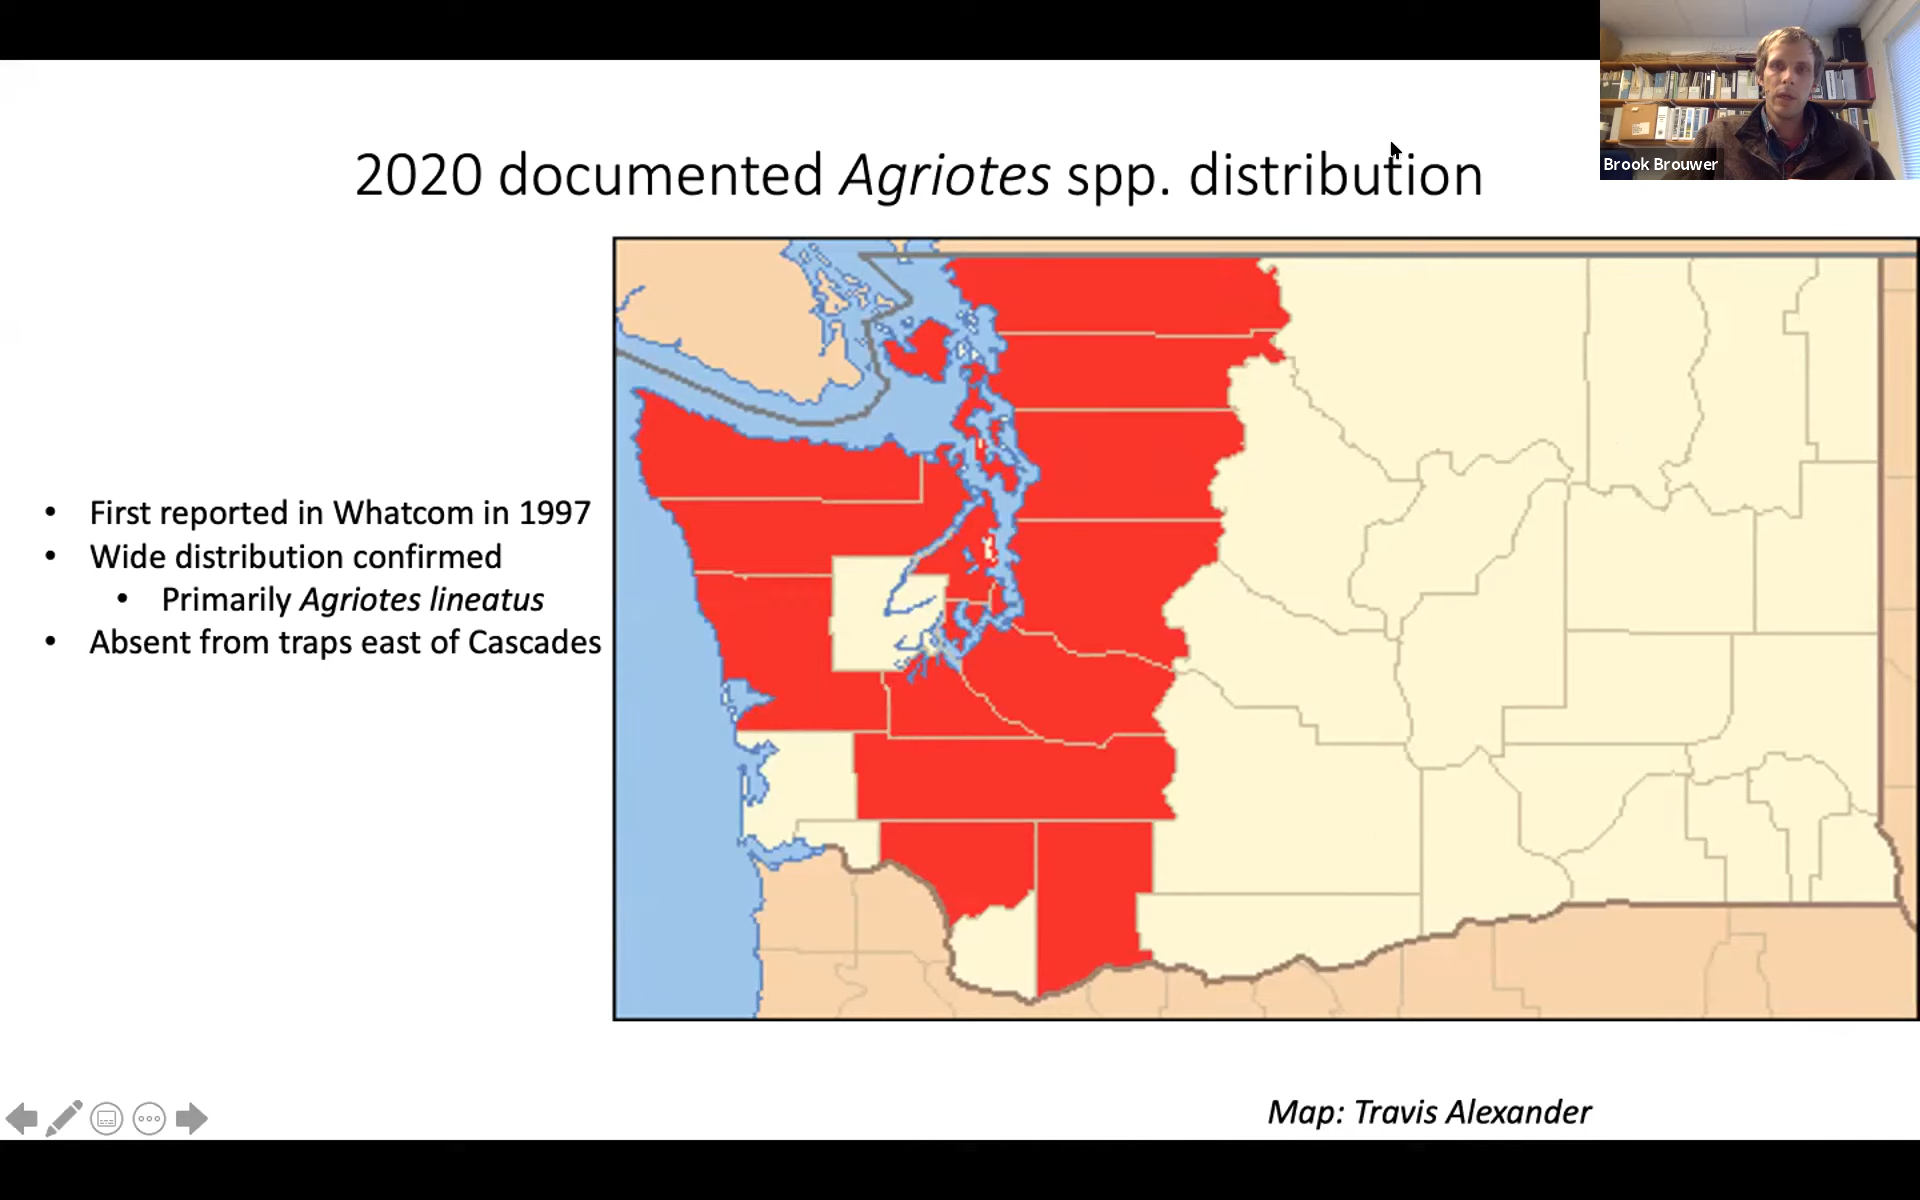 Brook Brouwer
2020 documented Agriotes spp. distribution
• First reported in Whatcom in 1997
• Wide distribution confirmed
• Primarily Agriotes lineatus
• Absent from traps east of Cascades
Map: Travis Alexander